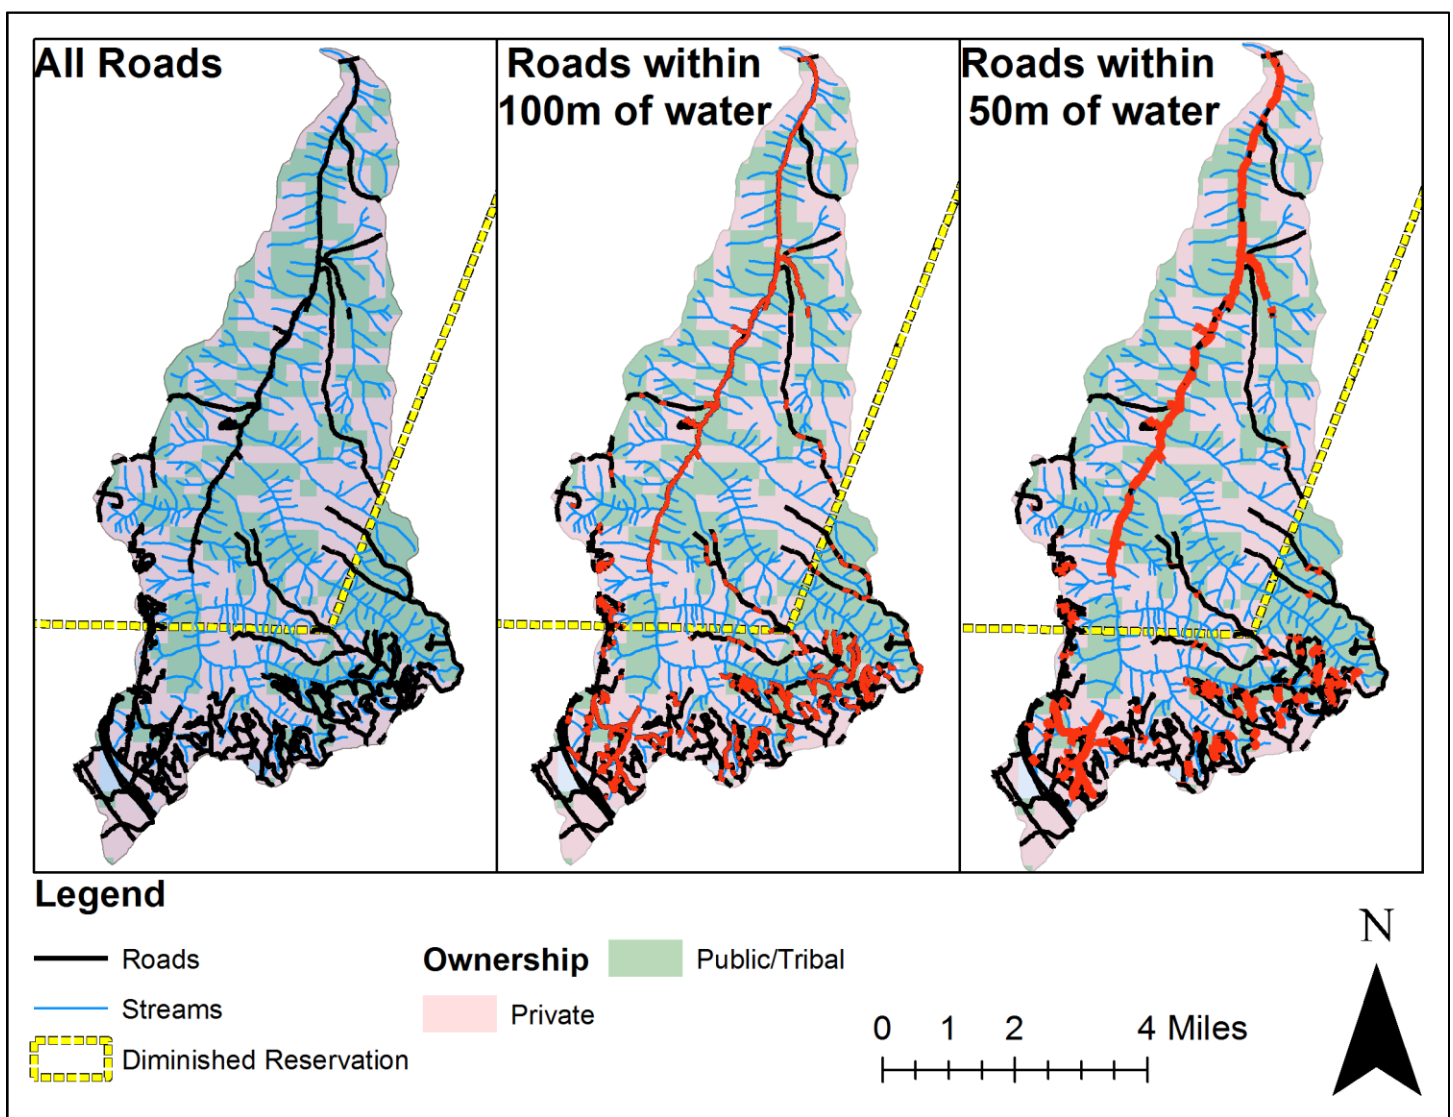 All Roads
Roads within
100m of water
Roads within
50m of water
Legend
Roads
Streams
Diminished Reservation
Ownership
Public/Tribal
Private
0 1 2 4 Miles
N